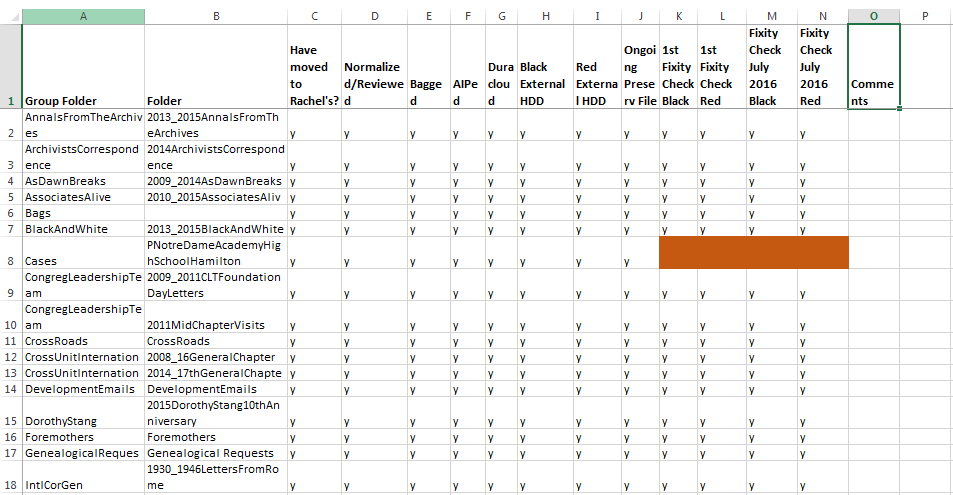 A B C D E F G H I J K L M N O P
1 Group Folder Folder Have moved to Rachel's? Normalized/Reviewed Bagged AIPed Duracloud Black External HDD Red External HDD Ongoing Preserv File 1st Fixity Check Black 1st Fixity Check Red Fixity Check July 2016 Black Fixity Check July 2016 Red Comments
2 AnnalsFromTheArchives 2013_2015AnnalsFromTheArchives y y y y y y y y y y y y
3 ArchivistsCorrespondence 2014ArchivistsCorrespondence y y y y y y y y y y y y
4 AsDawnBreaks 2009_2014AsDawnBreaks y y y y y y y y y y y y
5 AssociatesAlive 2010_2015AssociatesAliv y y y y y y y y y y y y
6 Bags y y y y y y y y y y y y
7 BlackAndWhite 2013_2015BlackAndWhite y y y y y y y y y y y y
8 Cases PNotreDameAcademyHighSchoolHamilton y y y y y y y y
9 CongregLeadershipTeam 2009_2011CLTFoundationDayLetters y y y y y y y y y y y y
10 CongregLeadershipTeam 2011MidChapterVisits y y y y y y y y y y y y
11 CrossRoads CrossRoads y y y y y y y y y y y y
12 CrossUnitInternation 2008_16GeneralChapter y y y y y y y y y y y y
13 CrossUnitInternation 2014_17thGeneralChapte y y y y y y y y y y y y
14 DevelopmentEmails DevelopmentEmails y y y y y y y y y y y y
15 DorothyStang 2015DorothyStang10thAnniversary y y y y y y y y y y y y
16 Foremothers Foremothers y y y y y y y y y y y y
17 GenealogicalReques Genealogical Requests y y y y y y y y y y y y
18 IntlCorGen 1930_1946LettersFromRome y y y y y y y y y y y y